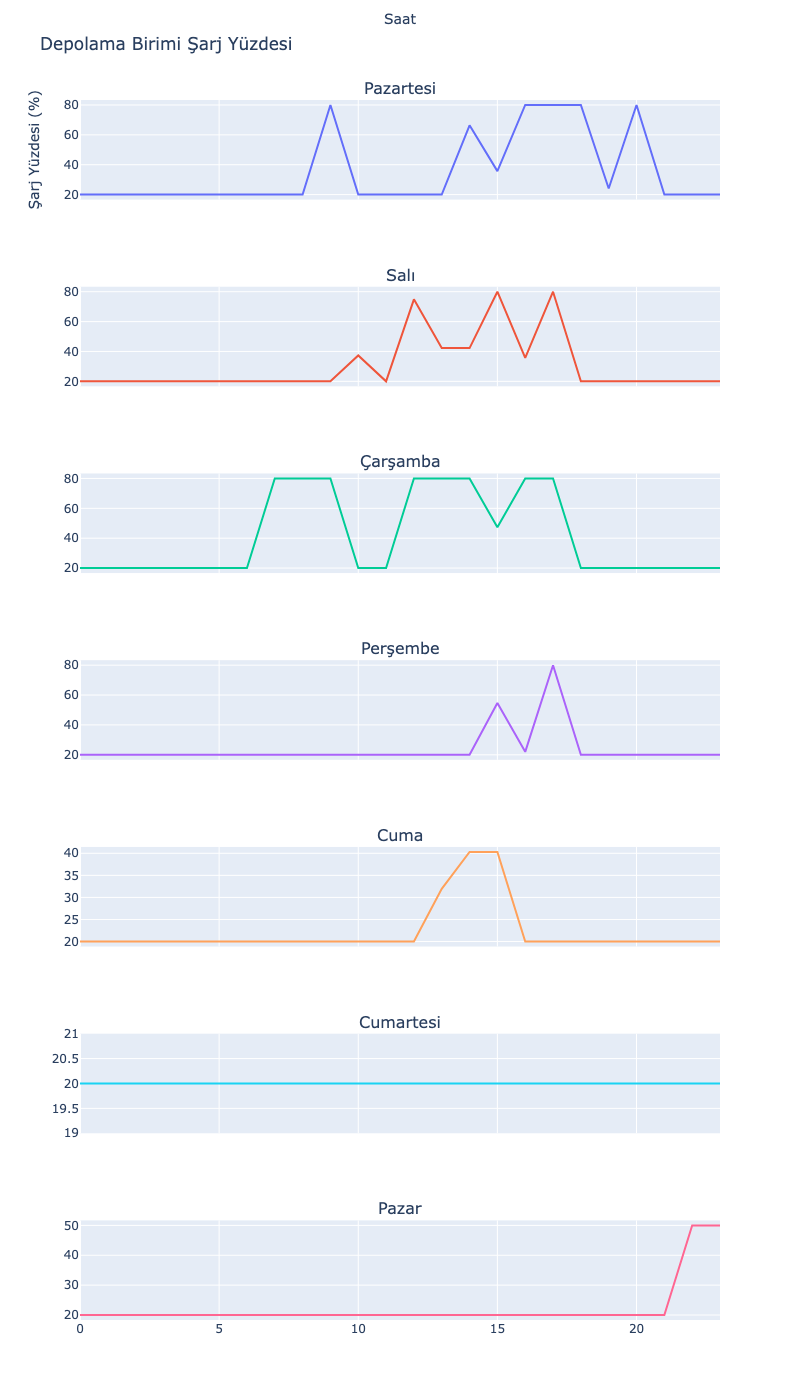 Saat
Depolama Birimi Şarj Yüzdesi
Pazartesi
Şarj Yüzdesi (%)
80
60
40
20
Salı
80
60
40
20
Çarşamba
80
60
40
20
Perşembe
80
60
40
20
Cuma
40
35
30
25
20
Cumartesi
21
20.5
20
19.5
19
Pazar
50
40
30
20
0 5 10 15 20